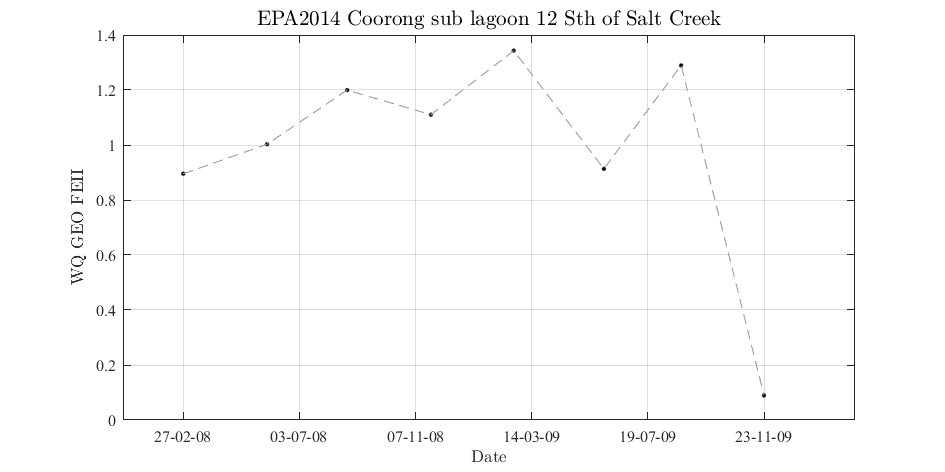 EPA2014 Coorong sub lagoon 12 Sth of Salt Creek
1.4
1.2
1
0.8
0.6
0.4
0.2
0
WQ GEO FEII
27-02-08 03-07-08 07-11-08 14-03-09 19-07-09 23-11-09
Date